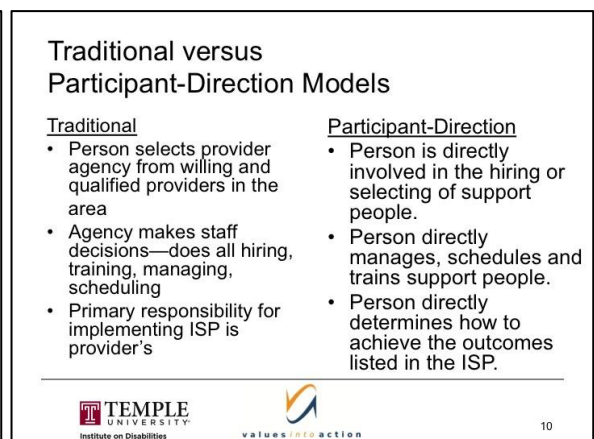 Traditional versus
Participant-Direction Models
Traditional
• Person selects provider
agency from willing and
qualified providers in the
area
• Agency makes staff
decisions—does all hiring,
training, managing,
scheduling
• Primary responsibility for
implementing ISP is
provider's
Participant-Direction
• Person is directly
involved in the hiring or
selecting of support
people.
• Person directly
manages, schedules and
trains support people.
• Person directly
determines how to
achieve the outcomes
listed in the ISP.
TEMPLE
UNIVERSITY
Institute on Disabilities
values into action
10